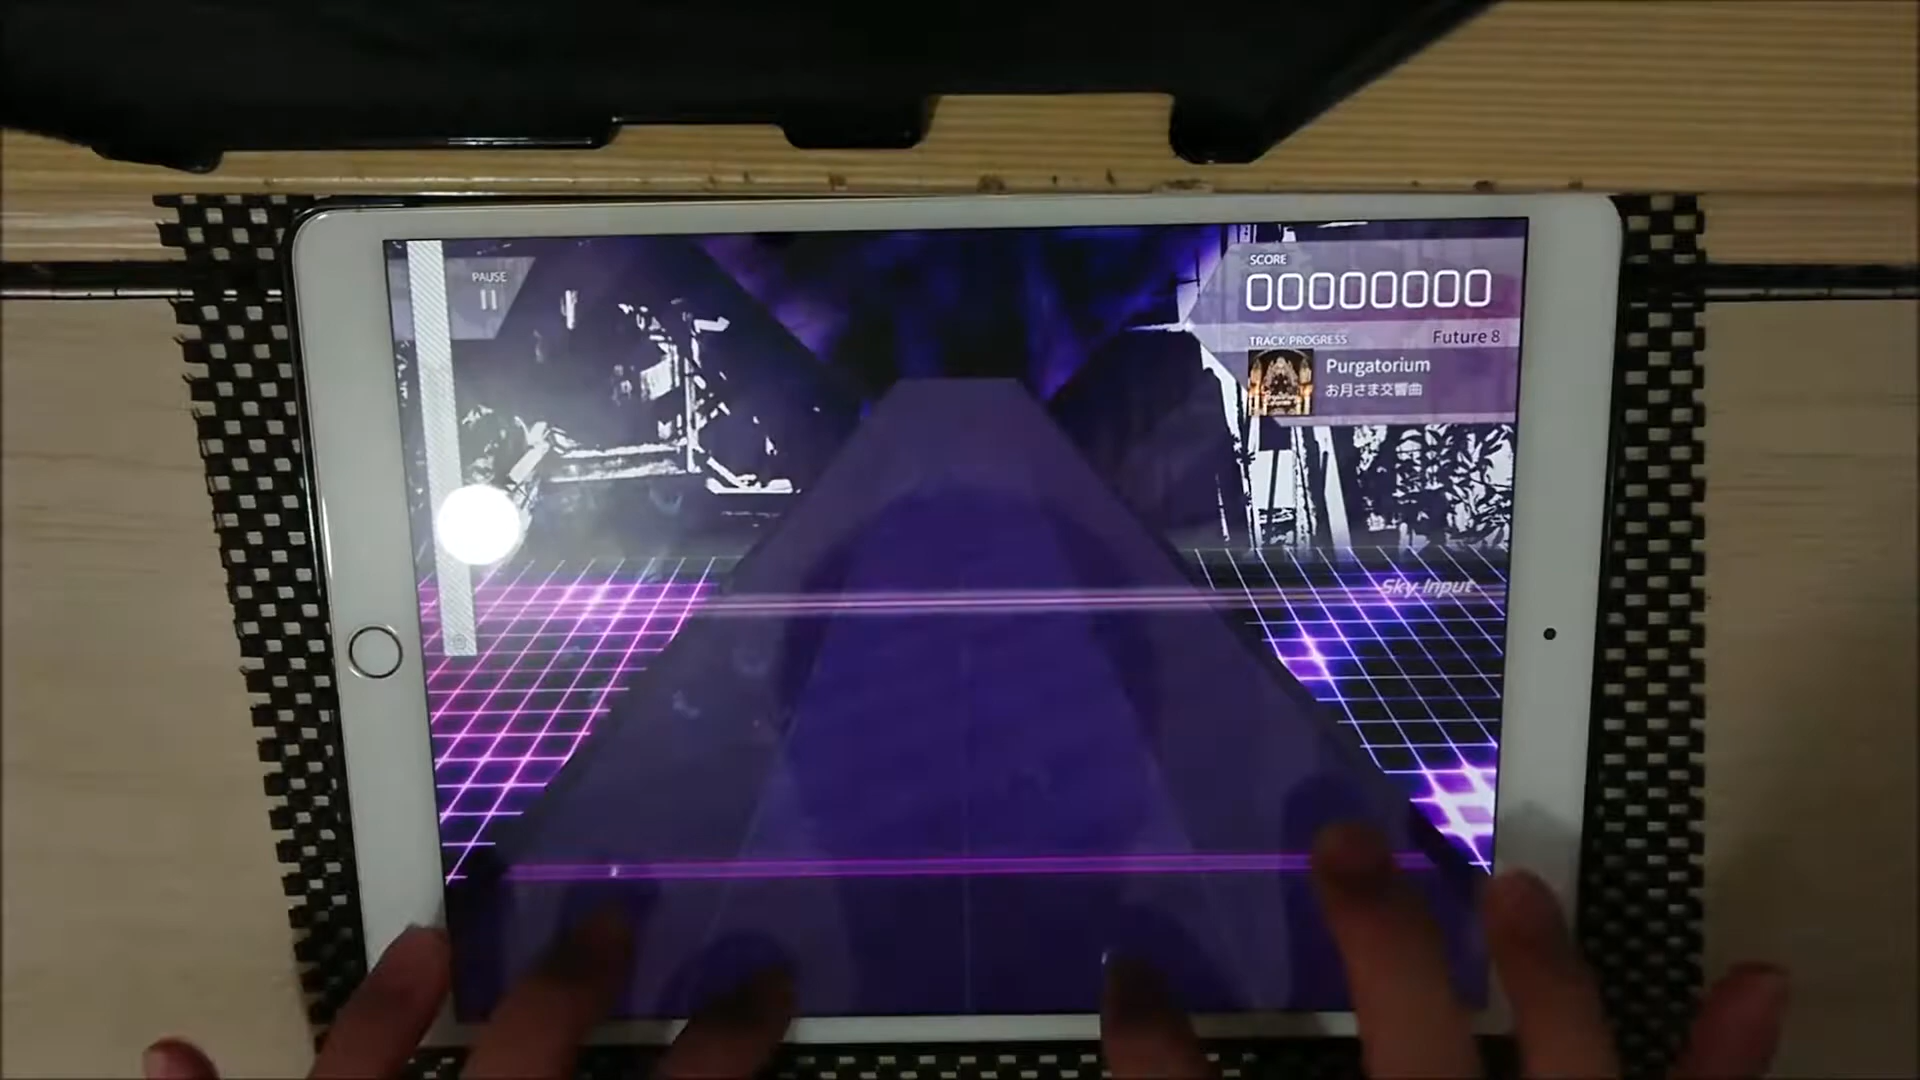 PAUSE
SCORE
00000000
TRACK PROGRESS
Future 8
Purgatorium
お月さま交響曲
Sky Input